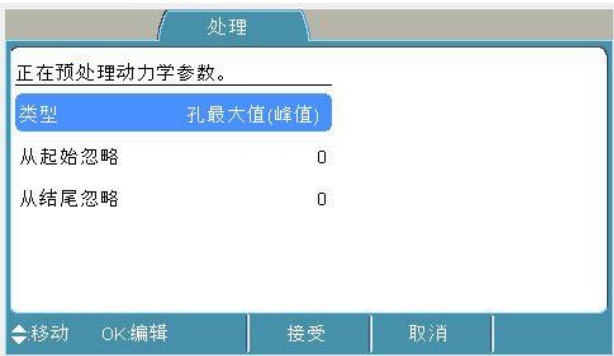 处理
正在预处理动力学参数。
类型 孔最大值(峰值)
从起始忽略 0
从结尾忽略 0
移动 OK:编辑 接受 取消